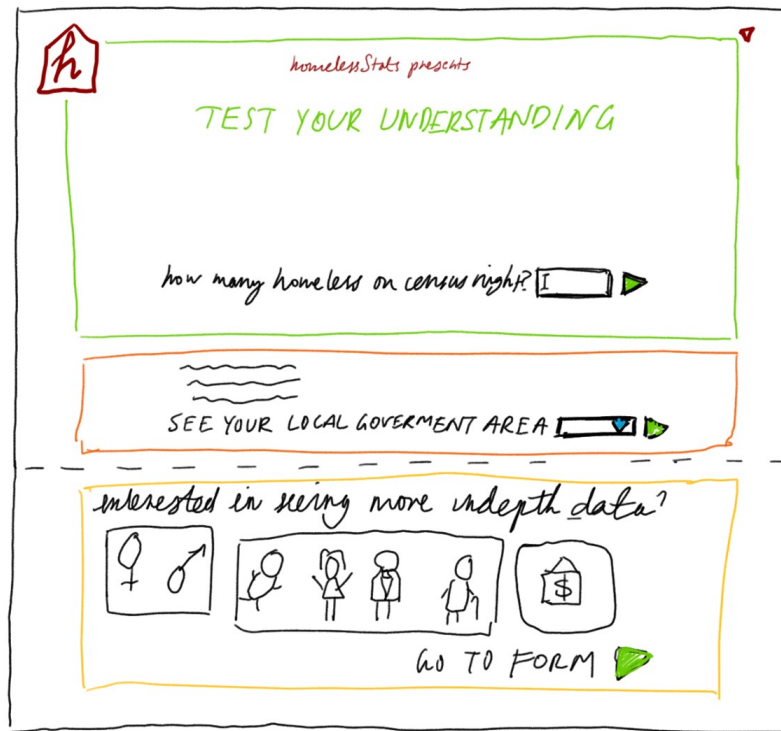 h
homelessStats presents
TEST YOUR UNDERSTANDING
how many homeless on census night?
SEE YOUR LOCAL GOVERMENT AREA
interested in seeing more indepth data?
$
GO TO FORM